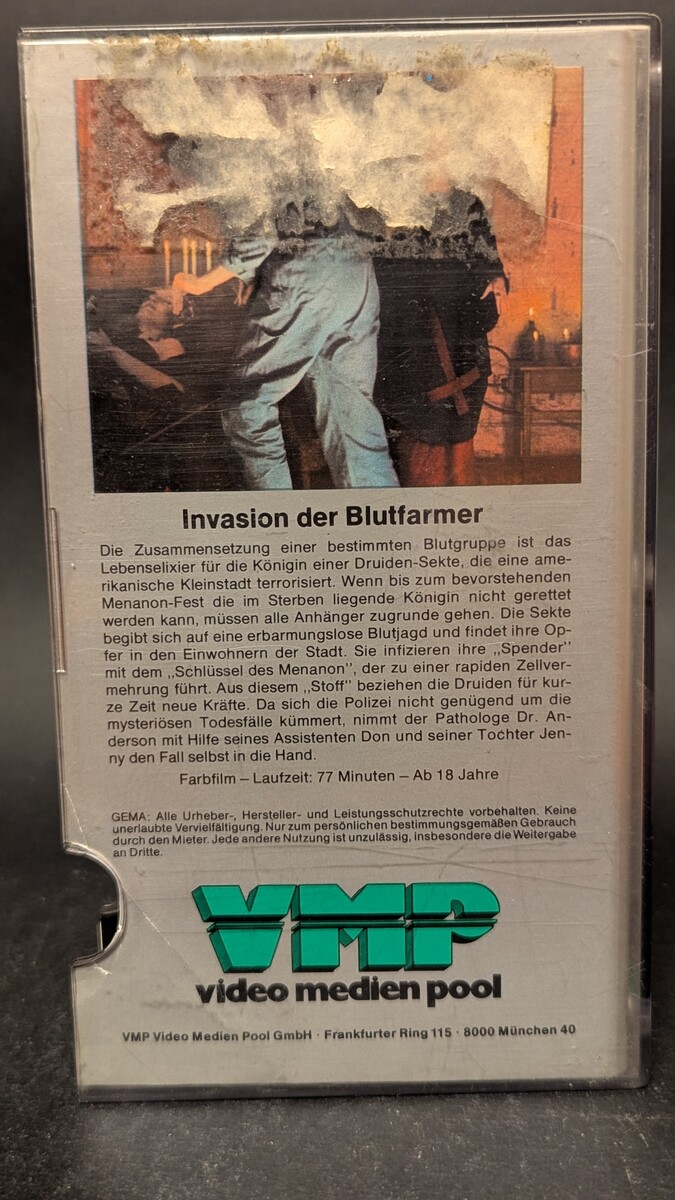 Invasion der Blutfarmer
Die Zusammensetzung einer bestimmten Blutgruppe ist das
Lebenselixier für die Königin einer Druiden-Sekte, die eine ame-
rikanische Kleinstadt terrorisiert. Wenn bis zum bevorstehenden
Menanon-Fest die im Sterben liegende Königin nicht gerettet
werden kann, müssen alle Anhänger zugrunde gehen. Die Sekte
begibt sich auf eine erbarmungslose Blutjagd und findet ihre Op-
fer in den Einwohnern der Stadt. Sie infizieren ihre „Spender”
mit dem „Schlüssel des Menanon”, der zu einer rapiden Zellver-
mehrung führt. Aus diesem „Stoff” beziehen die Druiden für kur-
ze Zeit neue Kräfte. Da sich die Polizei nicht genügend um die
mysteriösen Todesfälle kümmert, nimmt der Pathologe Dr. An-
derson mit Hilfe seines Assistenten Don und seiner Tochter Jen-
ny den Fall selbst in die Hand.
Farbfilm – Laufzeit: 77 Minuten – Ab 18 Jahre
GEMA: Alle Urheber-, Hersteller- und Leistungsschutzrechte vorbehalten. Keine
unerlaubte Vervielfältigung. Nur zum persönlichen bestimmungsgemäßen Gebrauch
durch den Mieter. Jede andere Nutzung ist unzulässig, insbesondere die Weitergabe
an Dritte.
VMP
video medien pool
VMP Video Medien Pool GmbH · Frankfurter Ring 115 · 8000 München 40